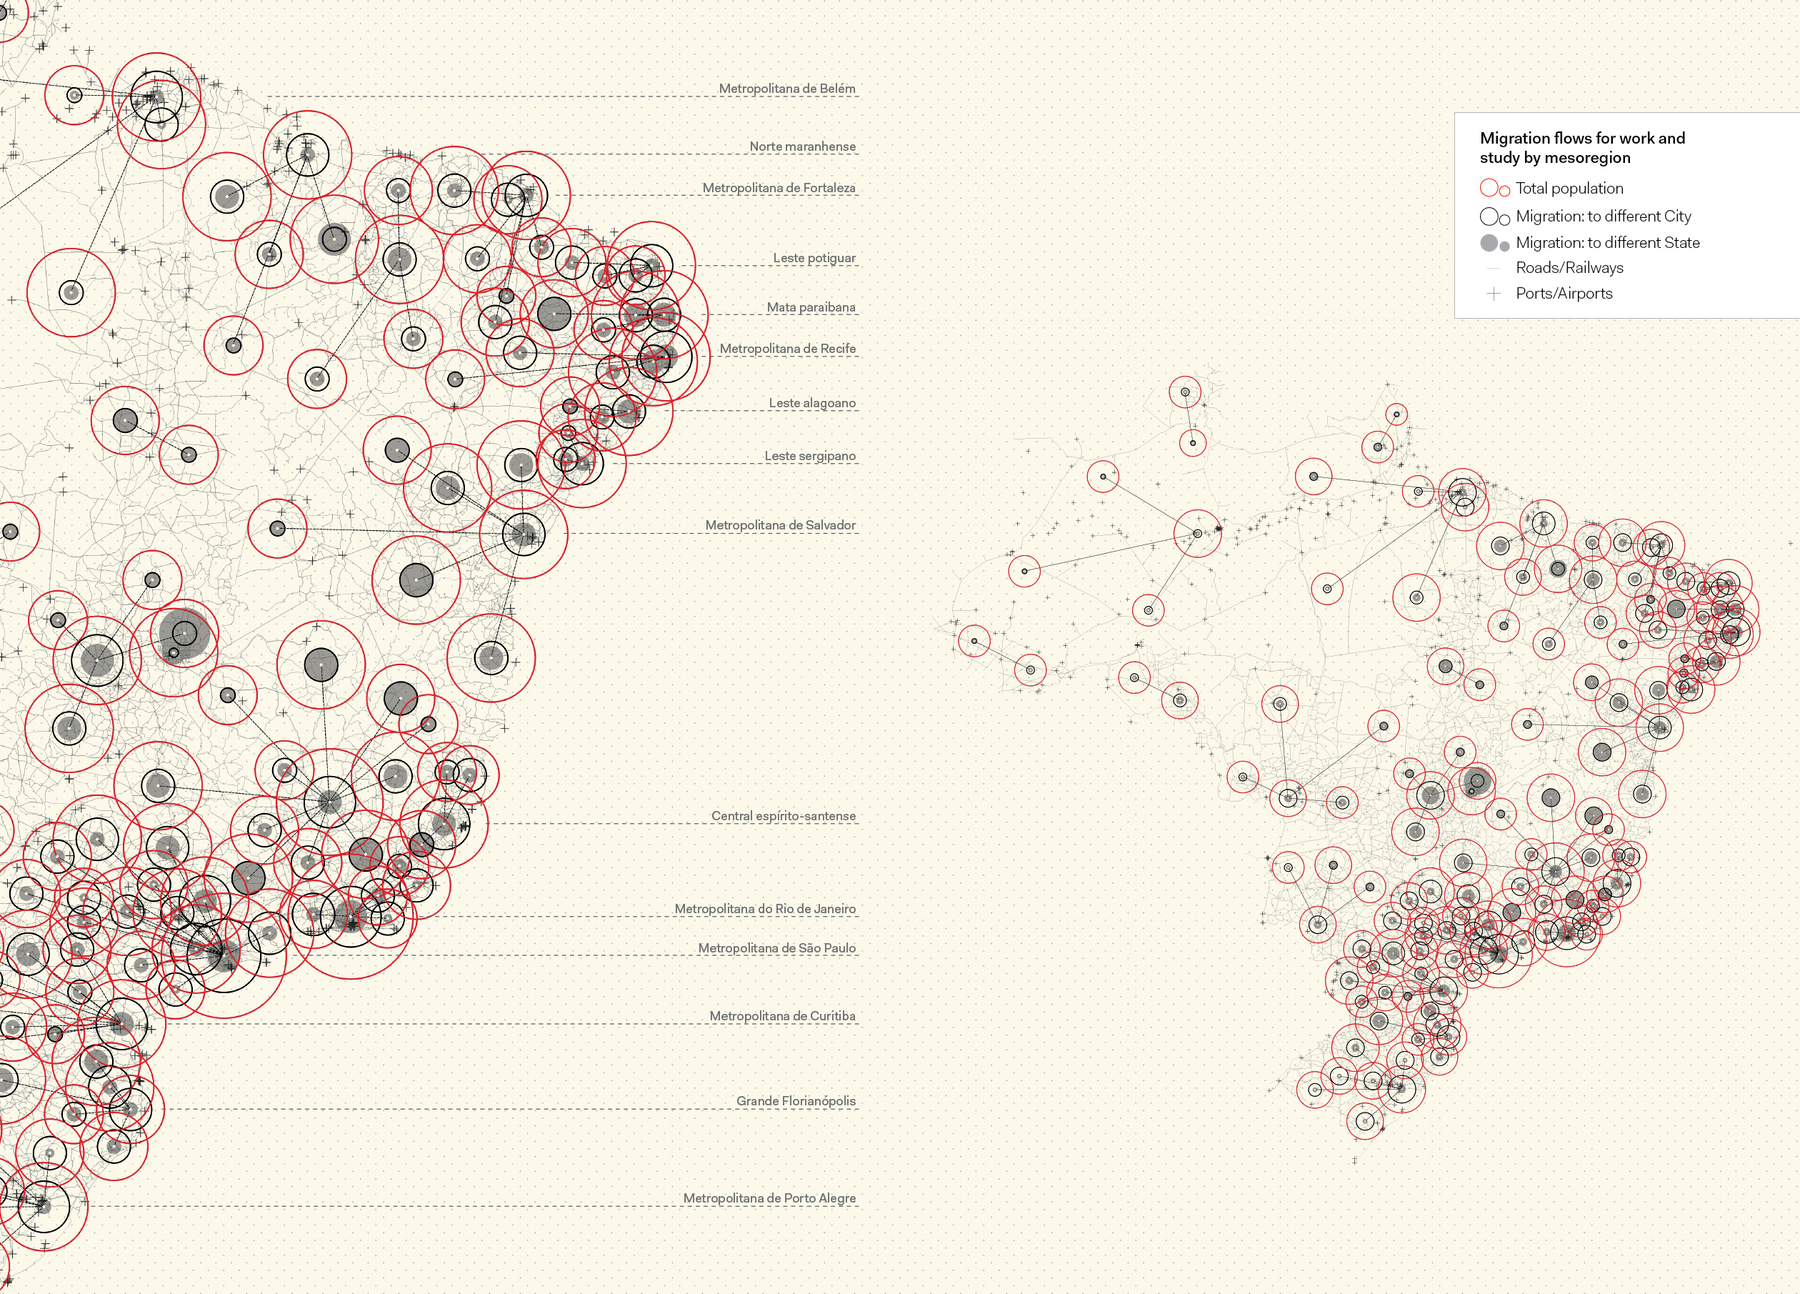 Metropolitana de Belém
Norte maranhense
Metropolitana de Fortaleza
Leste potiguar
Mata paraibana
Metropolitana de Recife
Leste alagoano
Leste sergipano
Metropolitana de Salvador
Central espírito-santense
Metropolitana do Rio de Janeiro
Metropolitana de São Paulo
Metropolitana de Curitiba
Grande Florianópolis
Metropolitana de Porto Alegre
Migration flows for work and
study by mesoregion
Total population
Migration: to different City
Migration: to different State
Roads/Railways
Ports/Airports